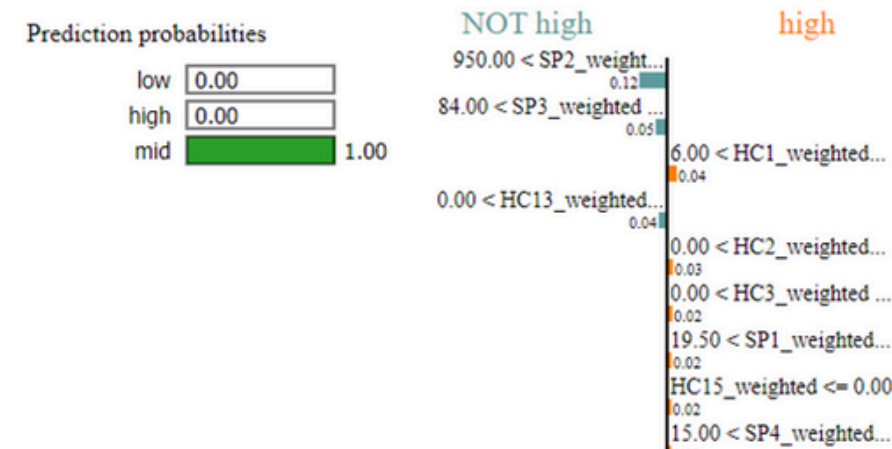 Prediction probabilities
low 0.00
high 0.00
mid 1.00
NOT high
high
950.00 < SP2_weight...
0.12
84.00 < SP3_weighted ...
0.05
6.00 < HC1_weighted...
0.04
0.00 < HC13_weighted...
0.04
0.00 < HC2_weighted...
0.03
0.00 < HC3_weighted ...
0.02
19.50 < SP1_weighted...
0.02
HC15_weighted <= 0.00
0.02
15.00 < SP4_weighted...